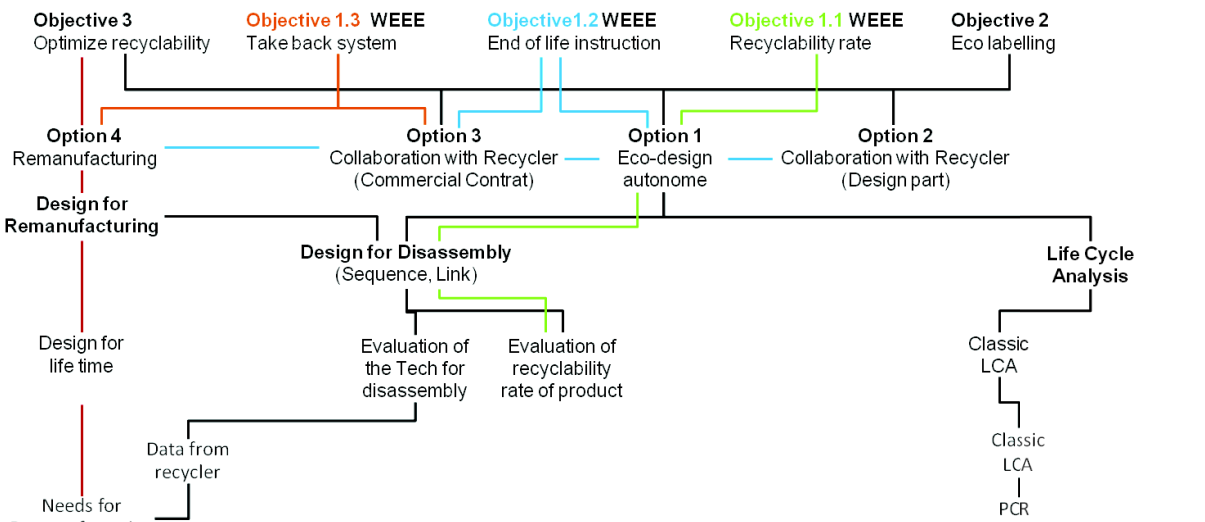 Objective 3
Optimize recyclability
Objective 1.3 WEEE
Take back system
Objective1.2 WEEE
End of life instruction
Objective 1.1 WEEE
Recyclability rate
Objective 2
Eco labelling
Option 4
Remanufacturing
Option 3
Collaboration with Recycler
(Commercial Contrat)
Option 1
Eco-design
autonome
Option 2
Collaboration with Recycler
(Design part)
Design for
Remanufacturing
Design for Disassembly
(Sequence, Link)
Life Cycle
Analysis
Design for
life time
Evaluation of
the Tech for
disassembly
Evaluation of
recyclability
rate of product
Classic
LCA
Data from
recycler
Classic
LCA
Needs for
PCR